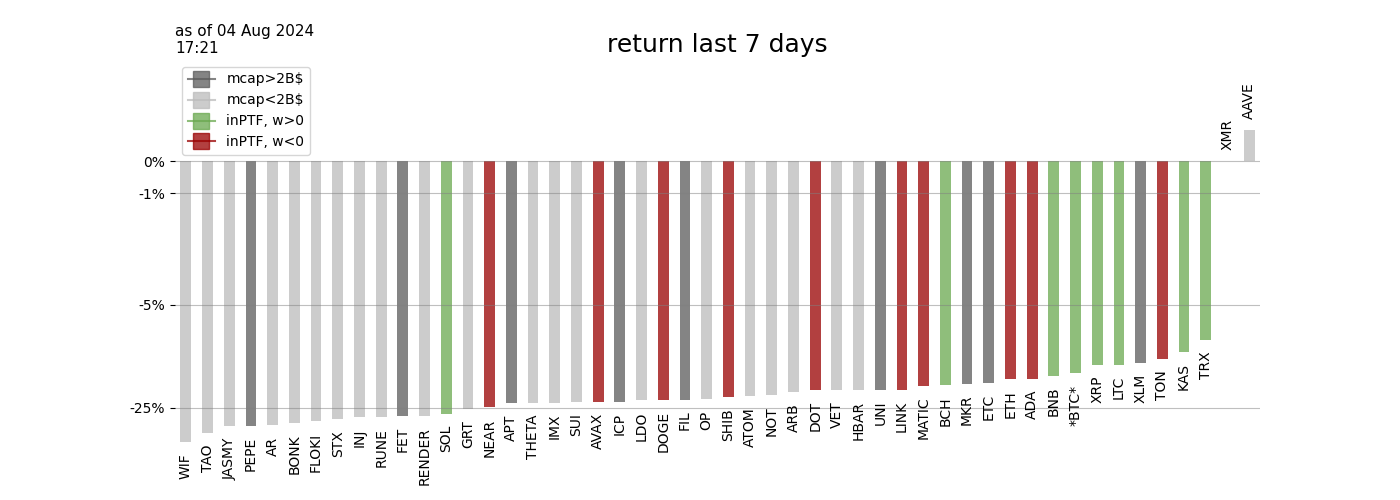 as of 04 Aug 2024
17:21
return last 7 days
mcap>2B$
mcap<2B$
inPTF, w>0
inPTF, w<0
0%
-1%
-5%
-25%
WIF
TAO
JASMY
PEPE
AR
BONK
FLOKI
STX
INJ
RUNE
FET
RENDER
SOL
GRT
NEAR
APT
THETA
IMX
SUI
AVAX
ICP
LDO
DOGE
FIL
OP
SHIB
ATOM
NOT
ARB
DOT
VET
HBAR
UNI
LINK
MATIC
BCH
MKR
ETC
ETH
ADA
BNB
*BTC*
XRP
LTC
XLM
TON
KAS
TRX
XMR
AAVE